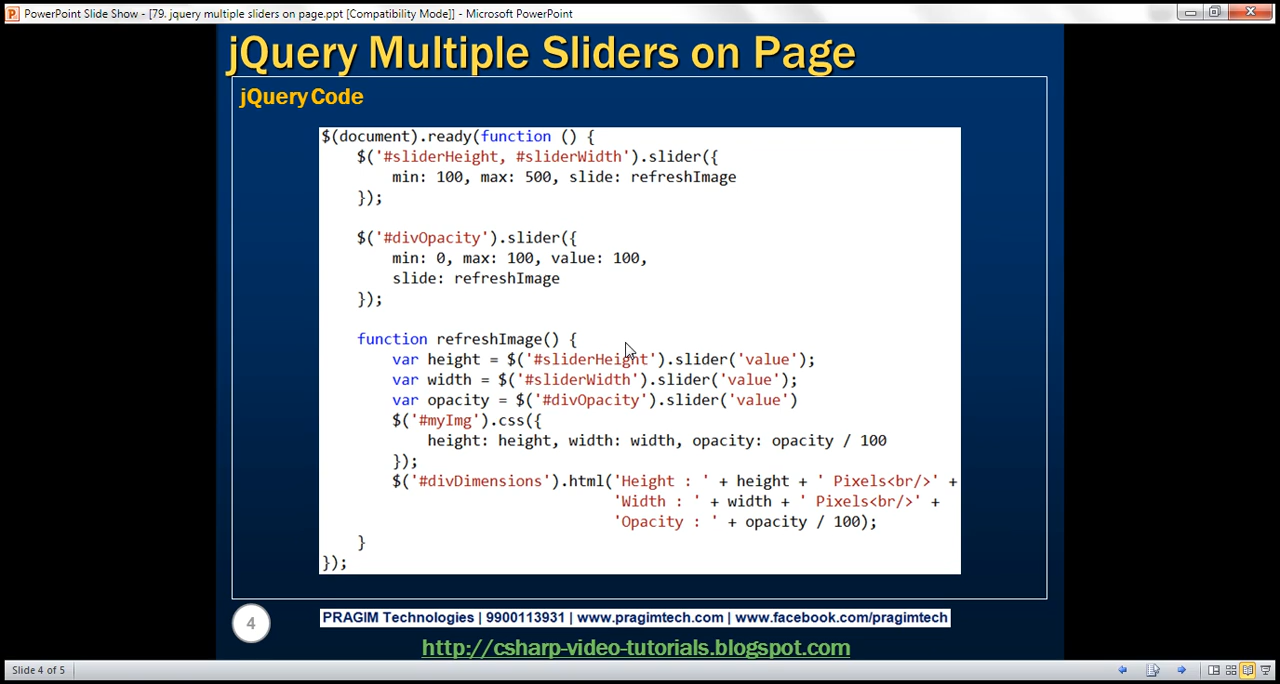 PowerPoint Slide Show - [79. jquery multiple sliders on page.ppt [Compatibility Mode]] - Microsoft PowerPoint
jQuery Multiple Sliders on Page
jQuery Code
$(document).ready(function () {
    $('#sliderHeight, #sliderWidth').slider({
        min: 100, max: 500, slide: refreshImage
    });
    $('#divOpacity').slider({
        min: 0, max: 100, value: 100,
        slide: refreshImage
    });
    function refreshImage() {
        var height = $('#sliderHeight').slider('value');
        var width = $('#sliderWidth').slider('value');
        var opacity = $('#divOpacity').slider('value')
        $('#myImg').css({
            height: height, width: width, opacity: opacity / 100
        });
        $('#divDimensions').html('Height : ' + height + ' Pixels<br/>' +
                                 'Width : ' + width + ' Pixels<br/>' +
                                 'Opacity : ' + opacity / 100);
    }
});
4
PRAGIM Technologies | 9900113931 | www.pragimtech.com | www.facebook.com/pragimtech
http://csharp-video-tutorials.blogspot.com
Slide 4 of 5